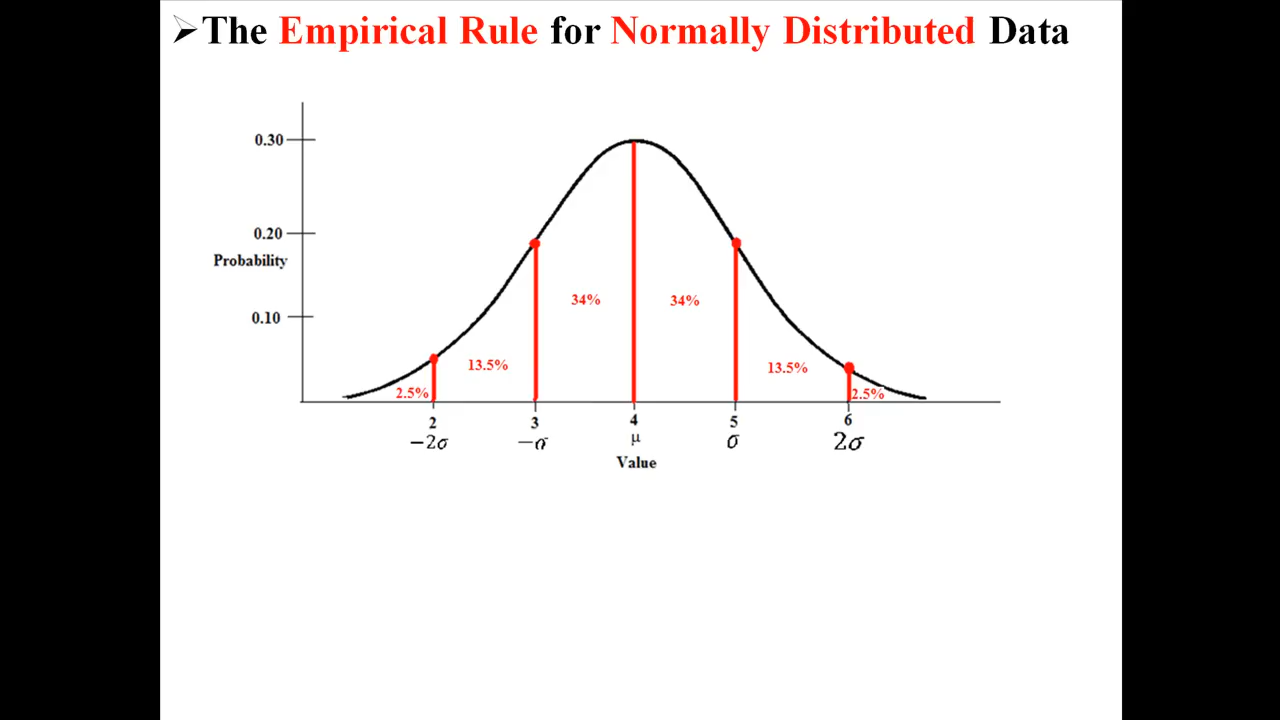 ➢The Empirical Rule for Normally Distributed Data
0.30
0.20
Probability
0.10
34% 34%
13.5% 13.5%
2.5% 2.5%
2 3 4 5 6
−2σ −σ μ σ 2σ
Value